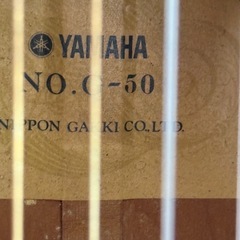 YAMAHA
NO. G-50
NIPPON GAKKI CO., LTD.